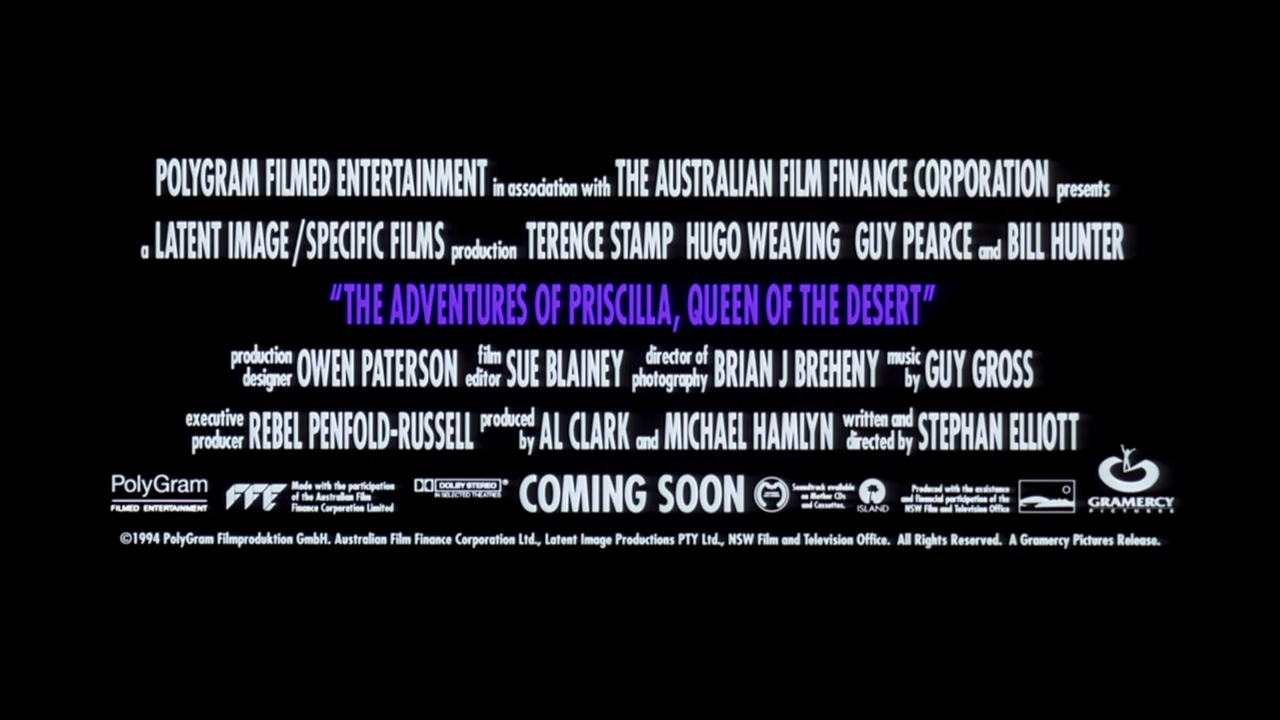 POLYGRAM FILMED ENTERTAINMENT in association with THE AUSTRALIAN FILM FINANCE CORPORATION presents
a LATENT IMAGE/SPECIFIC FILMS production TERENCE STAMP HUGO WEAVING GUY PEARCE and BILL HUNTER
"THE ADVENTURES OF PRISCILLA, QUEEN OF THE DESERT"
production designer OWEN PATERSON film editor SUE BLAINEY director of photography BRIAN J BREHENY music by GUY GROSS
executive producer REBEL PENFOLD-RUSSELL produced by AL CLARK and MICHAEL HAMLYN written and directed by STEPHAN ELLIOTT
PolyGram
FILMED ENTERTAINMENT
FFC
Made with the participation
of the Australian Film
Finance Corporation Limited
DOLBY STEREO
IN SELECTED THEATRES
COMING SOON
Soundtrack available
on Mother CDs
and Cassettes.
ISLAND
Produced with the assistance
and financial participation of the
NSW Film and Television Office
GRAMERCY
PICTURES
©1994 PolyGram Filmproduktion GmbH. Australian Film Finance Corporation Ltd., Latent Image Productions PTY Ltd., NSW Film and Television Office. All Rights Reserved. A Gramercy Pictures Release.